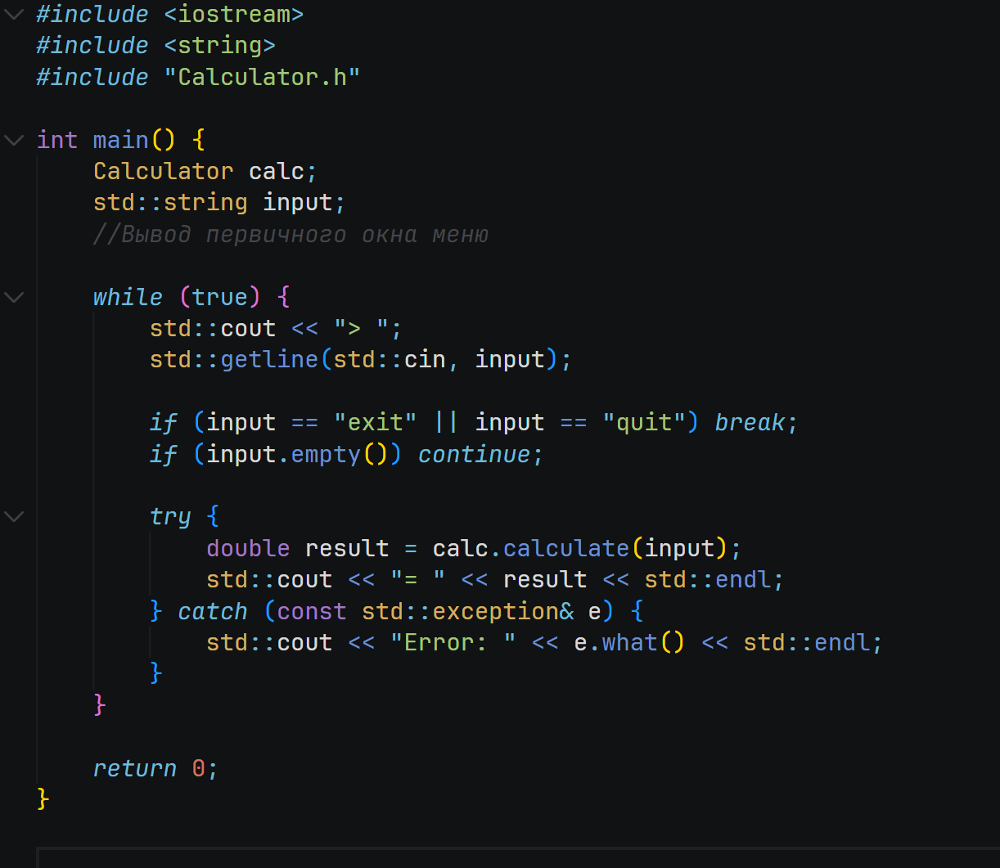 #include <iostream>
#include <string>
#include "Calculator.h"
int main() {
    Calculator calc;
    std::string input;
    //Вывод первичного окна меню
    while (true) {
        std::cout << "> ";
        std::getline(std::cin, input);
        if (input == "exit" || input == "quit") break;
        if (input.empty()) continue;
        try {
            double result = calc.calculate(input);
            std::cout << "= " << result << std::endl;
        } catch (const std::exception& e) {
            std::cout << "Error: " << e.what() << std::endl;
        }
    }
    return 0;
}